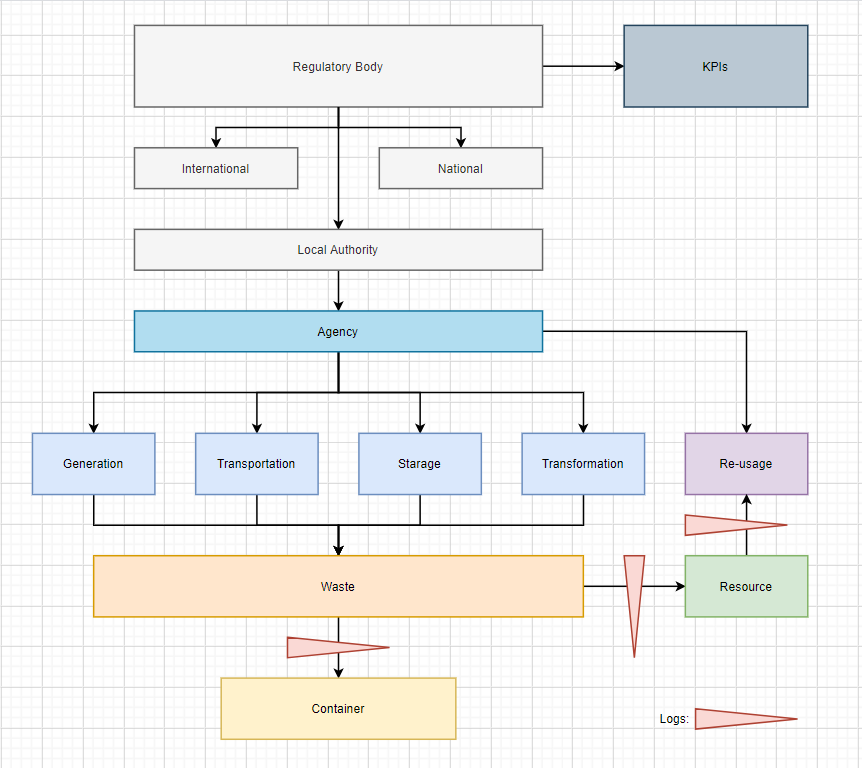 Regulatory Body
KPIs
International
National
Local Authority
Agency
Generation
Transportation
Starage
Transformation
Re-usage
Waste
Resource
Container
Logs: